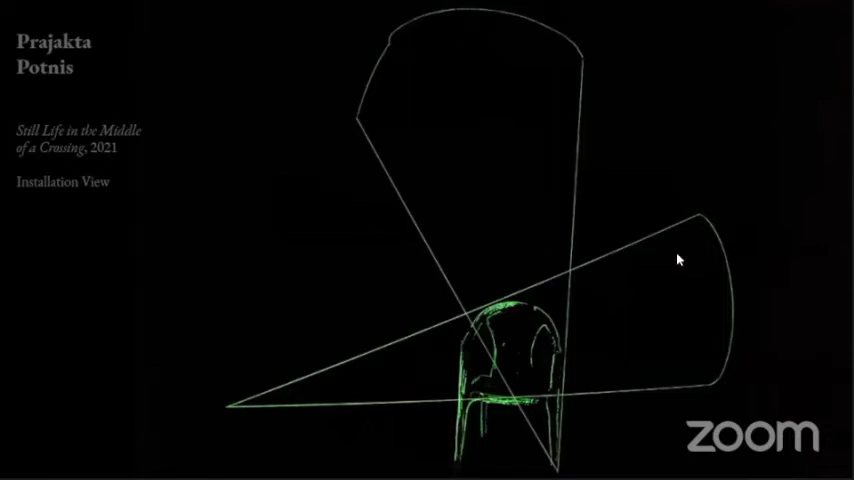 Prajakta
Potnis
Still Life in the Middle
of a Crossing, 2021
Installation View
zoom